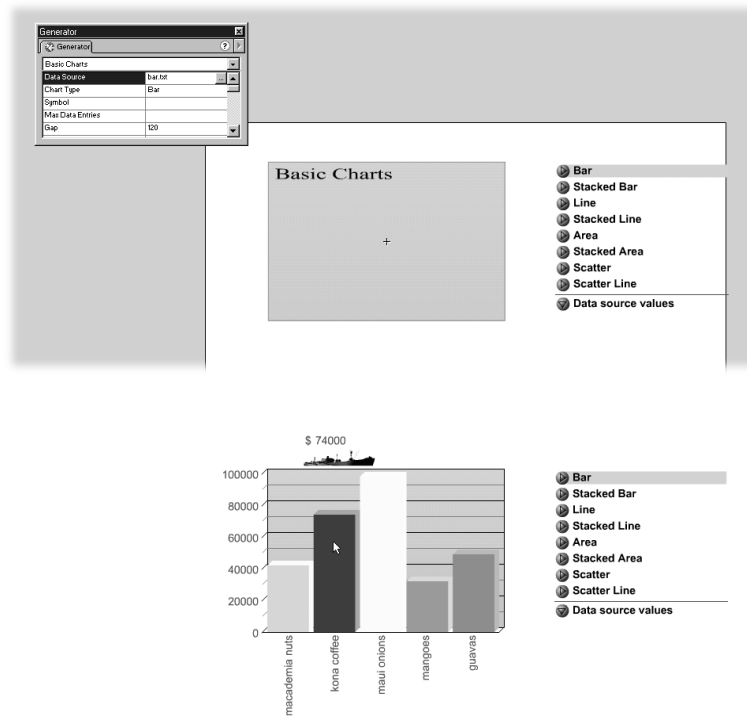 Generator
Generator
?
Basic Charts
Data Source bar.txt ...
Chart Type Bar
Symbol
Max Data Entries
Gap 120
Basic Charts
Bar
Stacked Bar
Line
Stacked Line
Area
Stacked Area
Scatter
Scatter Line
Data source values
$ 74000
100000
80000
60000
40000
20000
0
macademia nuts
kona coffee
maui onions
mangoes
guavas
Bar
Stacked Bar
Line
Stacked Line
Area
Stacked Area
Scatter
Scatter Line
Data source values